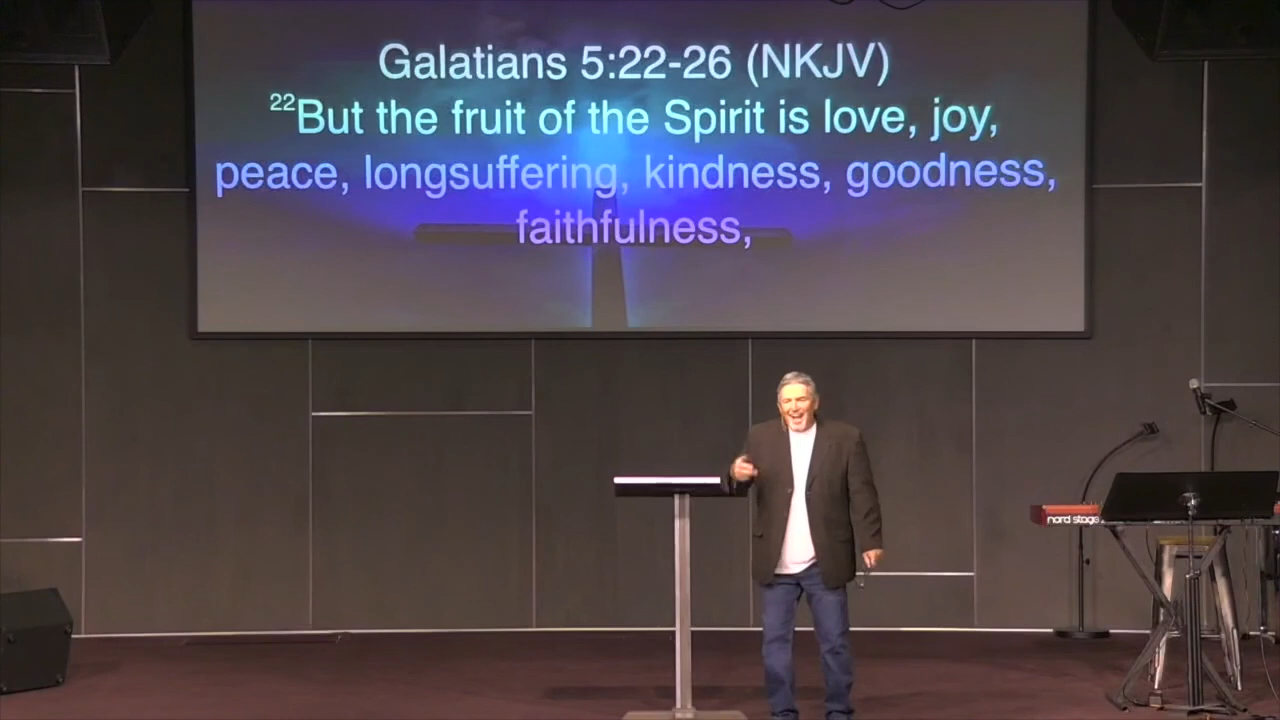 Galatians 5:22-26 (NKJV)
22But the fruit of the Spirit is love, joy,
peace, longsuffering, kindness, goodness,
faithfulness,
nord stage